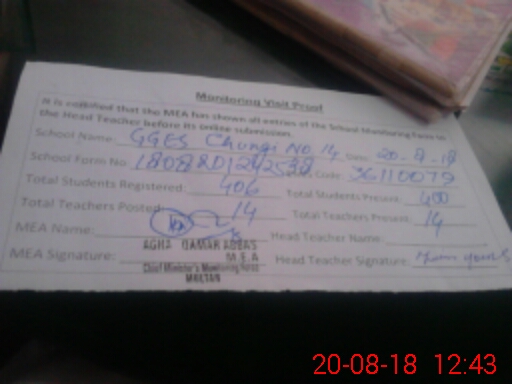 Monitoring Visit Proof
It is certified that the MEA has shown all entries of the School Monitoring Form to
the Head Teacher before its online submission.
School Name: GGES Chungi NO.14 Date: 20-8-18
School Form No: Code: 36110079
Total Students Registered: 406 Total Students Present: 400
Total Teachers Posted: 14 Total Teachers Present: 14
MEA Name: Head Teacher Name:
AGHA QAMAR ABBAS
M.E.A
MEA Signature: Head Teacher Signature:
Chief Minister's Monitoring Force
20-08-18 12:43